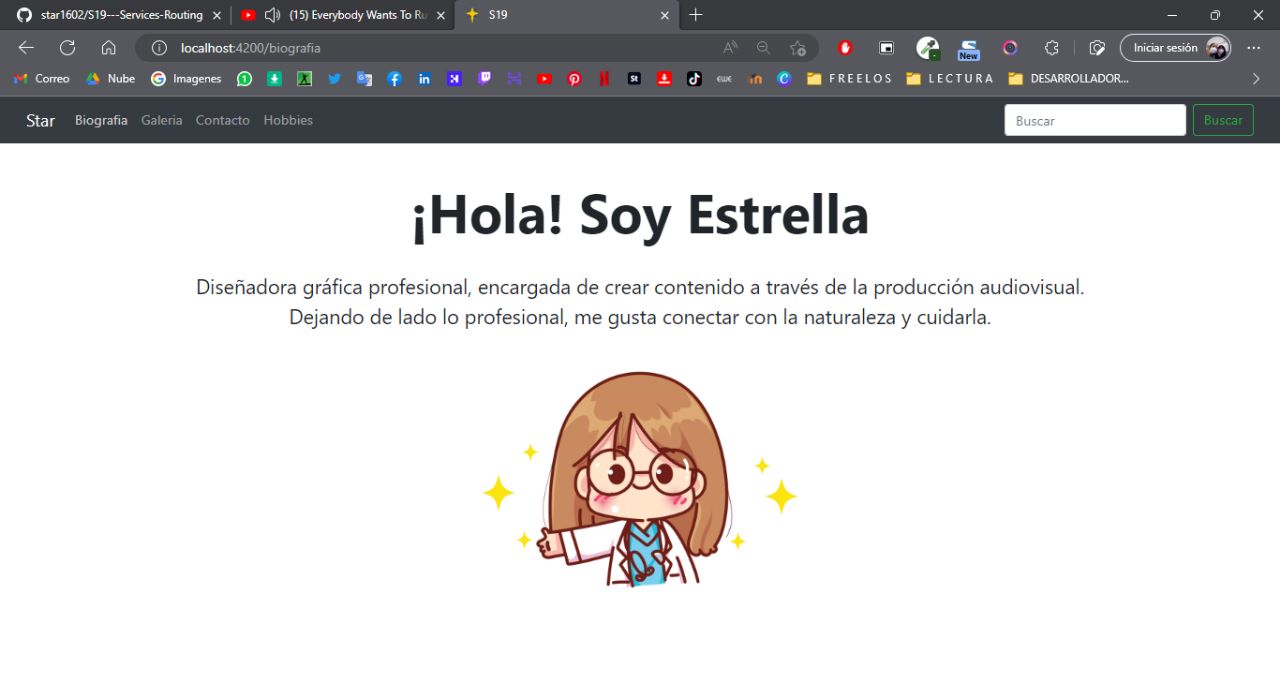 star1602/S19---Services-Routing
(15) Everybody Wants To Ru
S19
localhost:4200/biografia
New
Iniciar sesión
Correo
Nube
Imagenes
FREELOS
LECTURA
DESARROLLADOR...
Star Biografia Galeria Contacto Hobbies
Buscar
Buscar
¡Hola! Soy Estrella
Diseñadora gráfica profesional, encargada de crear contenido a través de la producción audiovisual.
Dejando de lado lo profesional, me gusta conectar con la naturaleza y cuidarla.